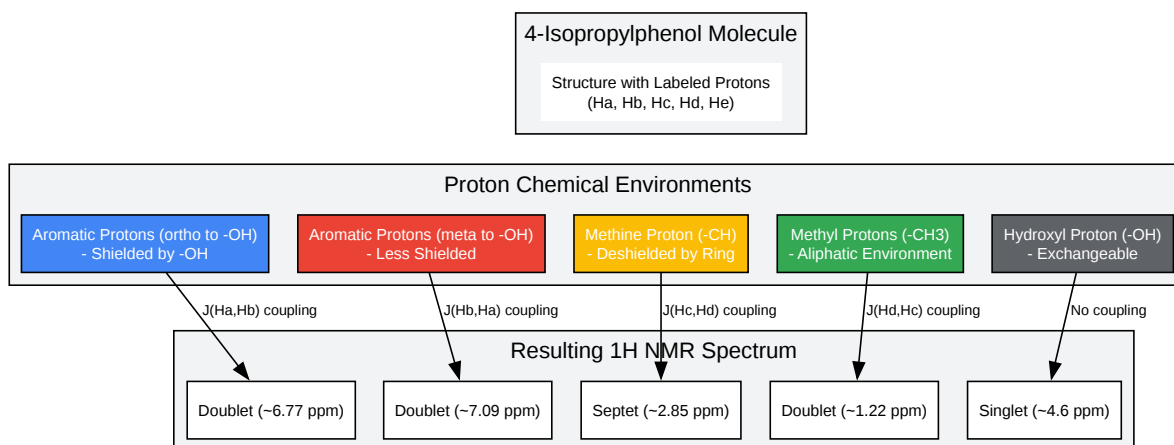 4-Isopropylphenol Molecule
Structure with Labeled Protons
(Ha, Hb, Hc, Hd, He)
Proton Chemical Environments
Aromatic Protons (ortho to -OH)
- Shielded by -OH
Aromatic Protons (meta to -OH)
- Less Shielded
Methine Proton (-CH)
- Deshielded by Ring
Methyl Protons (-CH3)
- Aliphatic Environment
Hydroxyl Proton (-OH)
- Exchangeable
J(Ha,Hb) coupling
J(Hb,Ha) coupling
J(Hc,Hd) coupling
J(Hd,Hc) coupling
No coupling
Resulting 1H NMR Spectrum
Doublet (~6.77 ppm)
Doublet (~7.09 ppm)
Septet (~2.85 ppm)
Doublet (~1.22 ppm)
Singlet (~4.6 ppm)